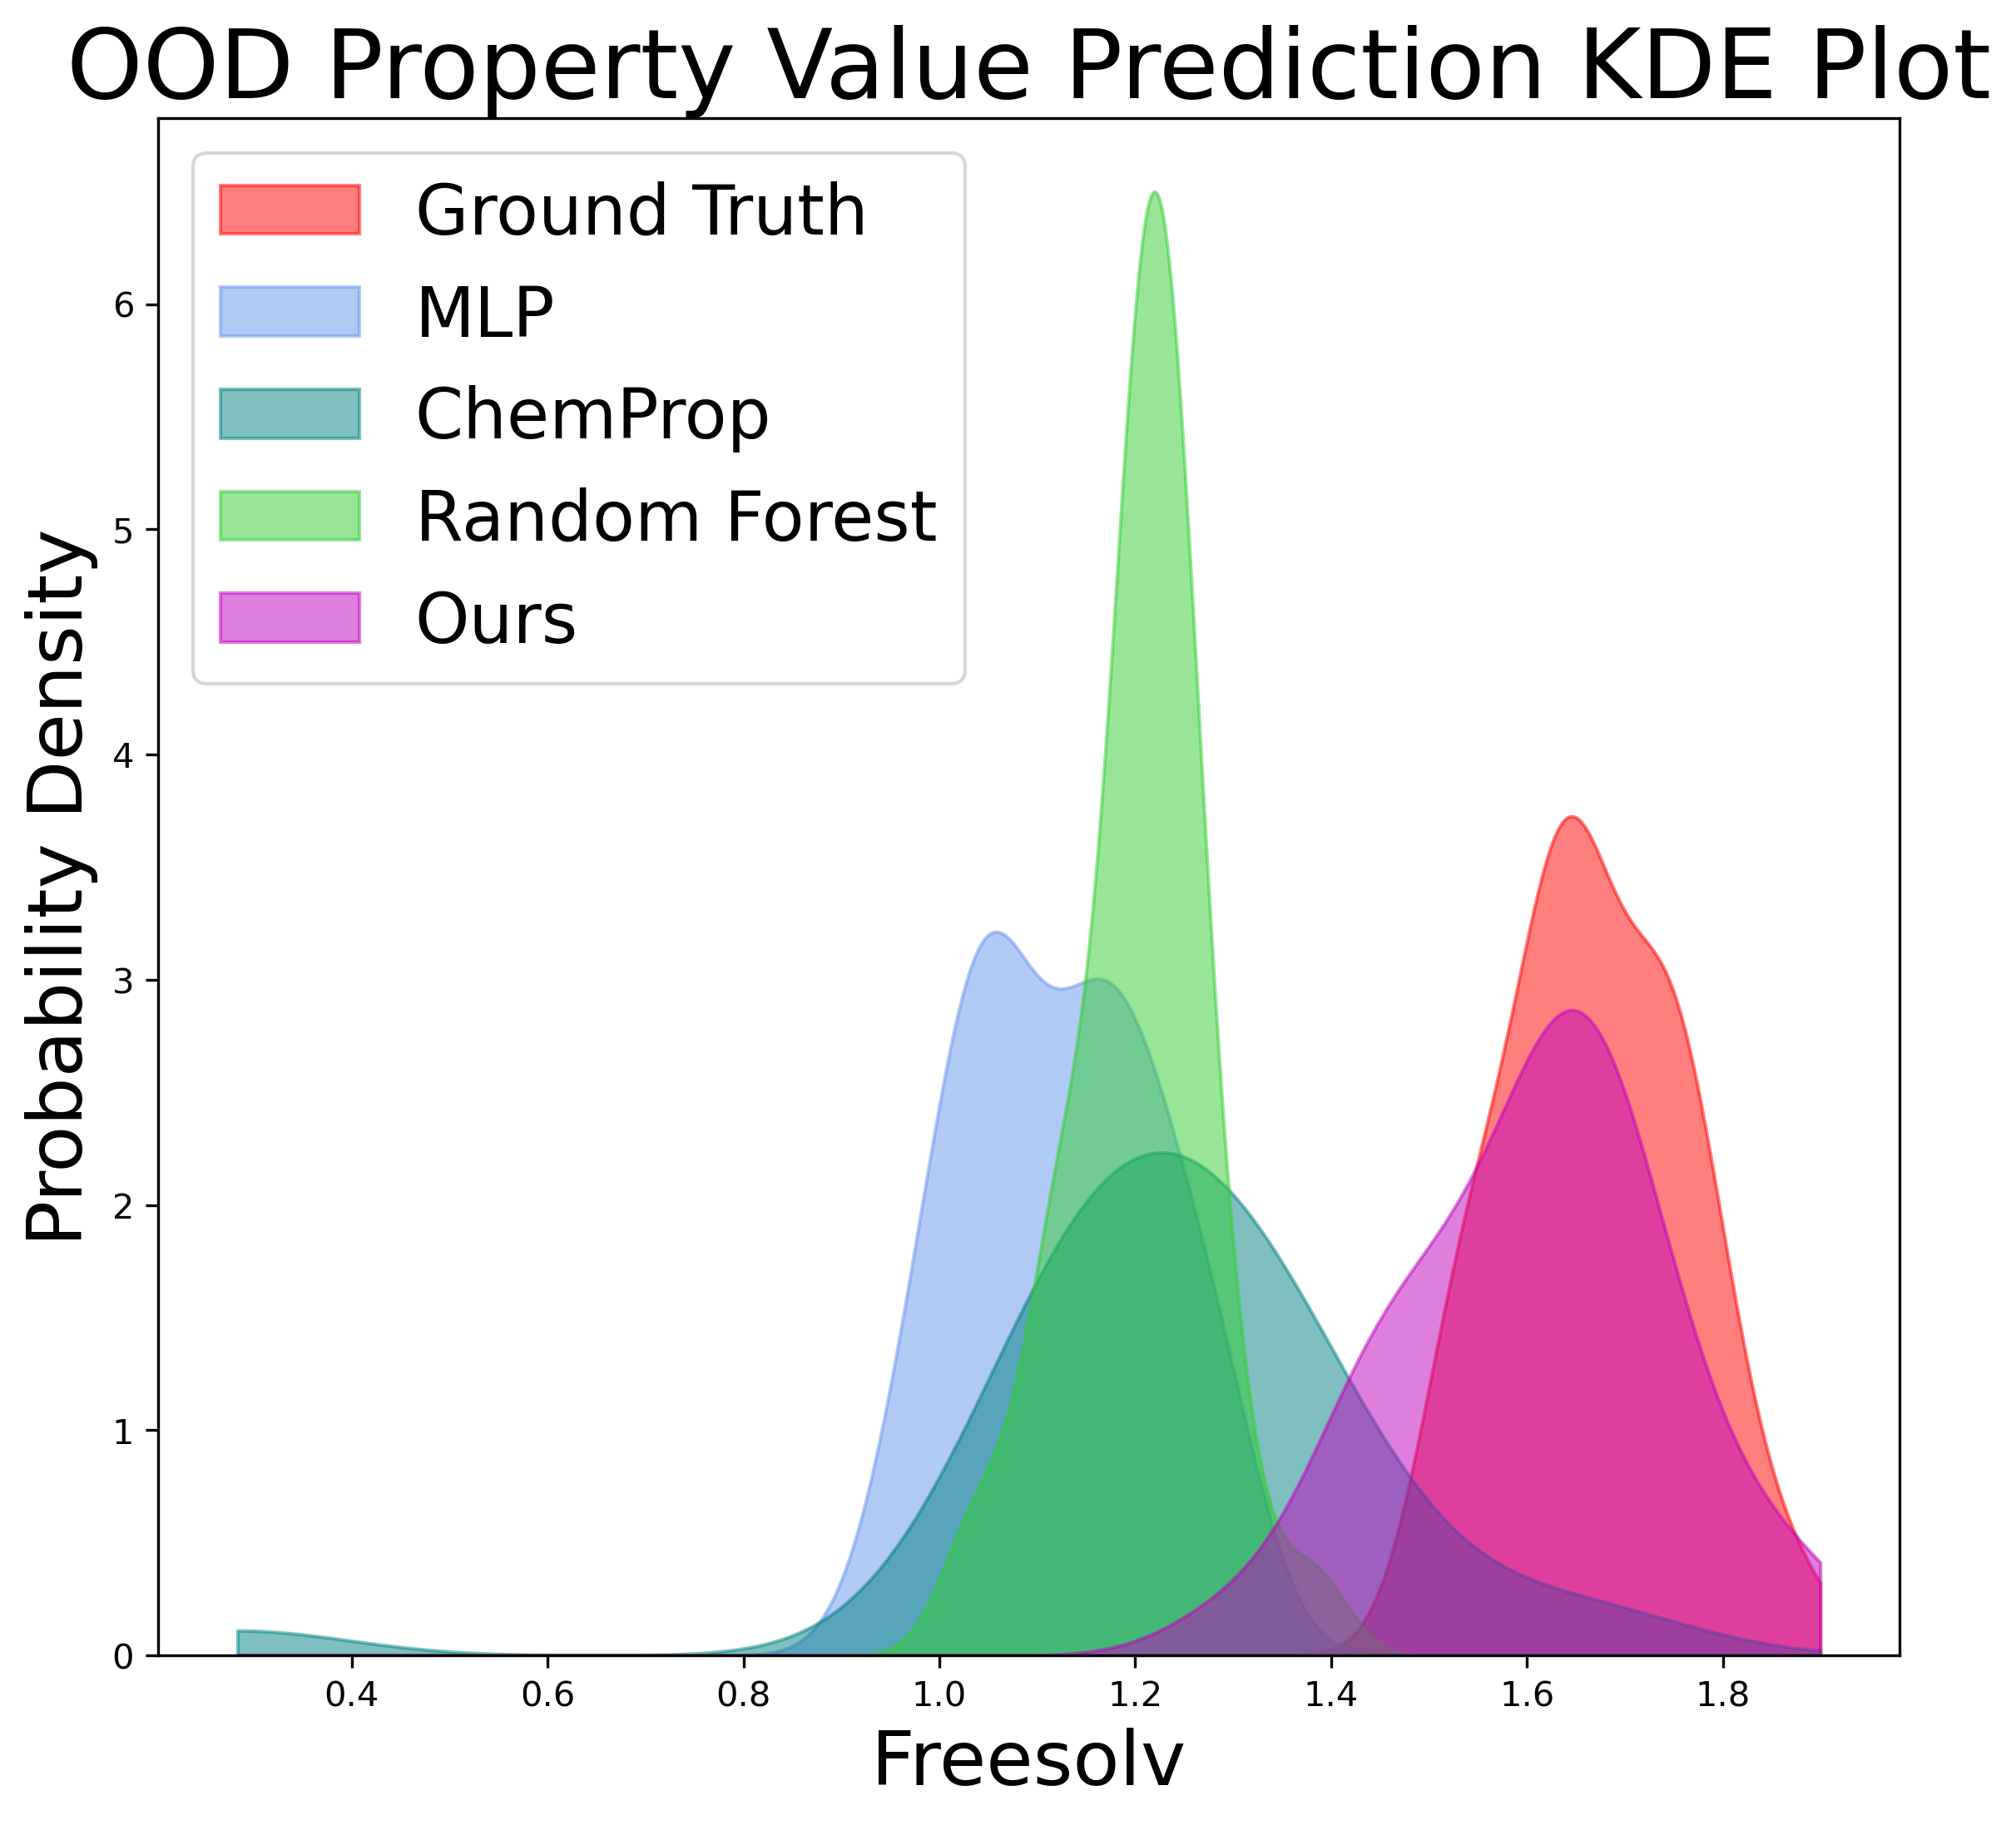 OOD Property Value Prediction KDE Plot
Ground Truth
MLP
ChemProp
Random Forest
Ours
Probability Density
6
5
4
3
2
1
0
0.4 0.6 0.8 1.0 1.2 1.4 1.6 1.8
Freesolv